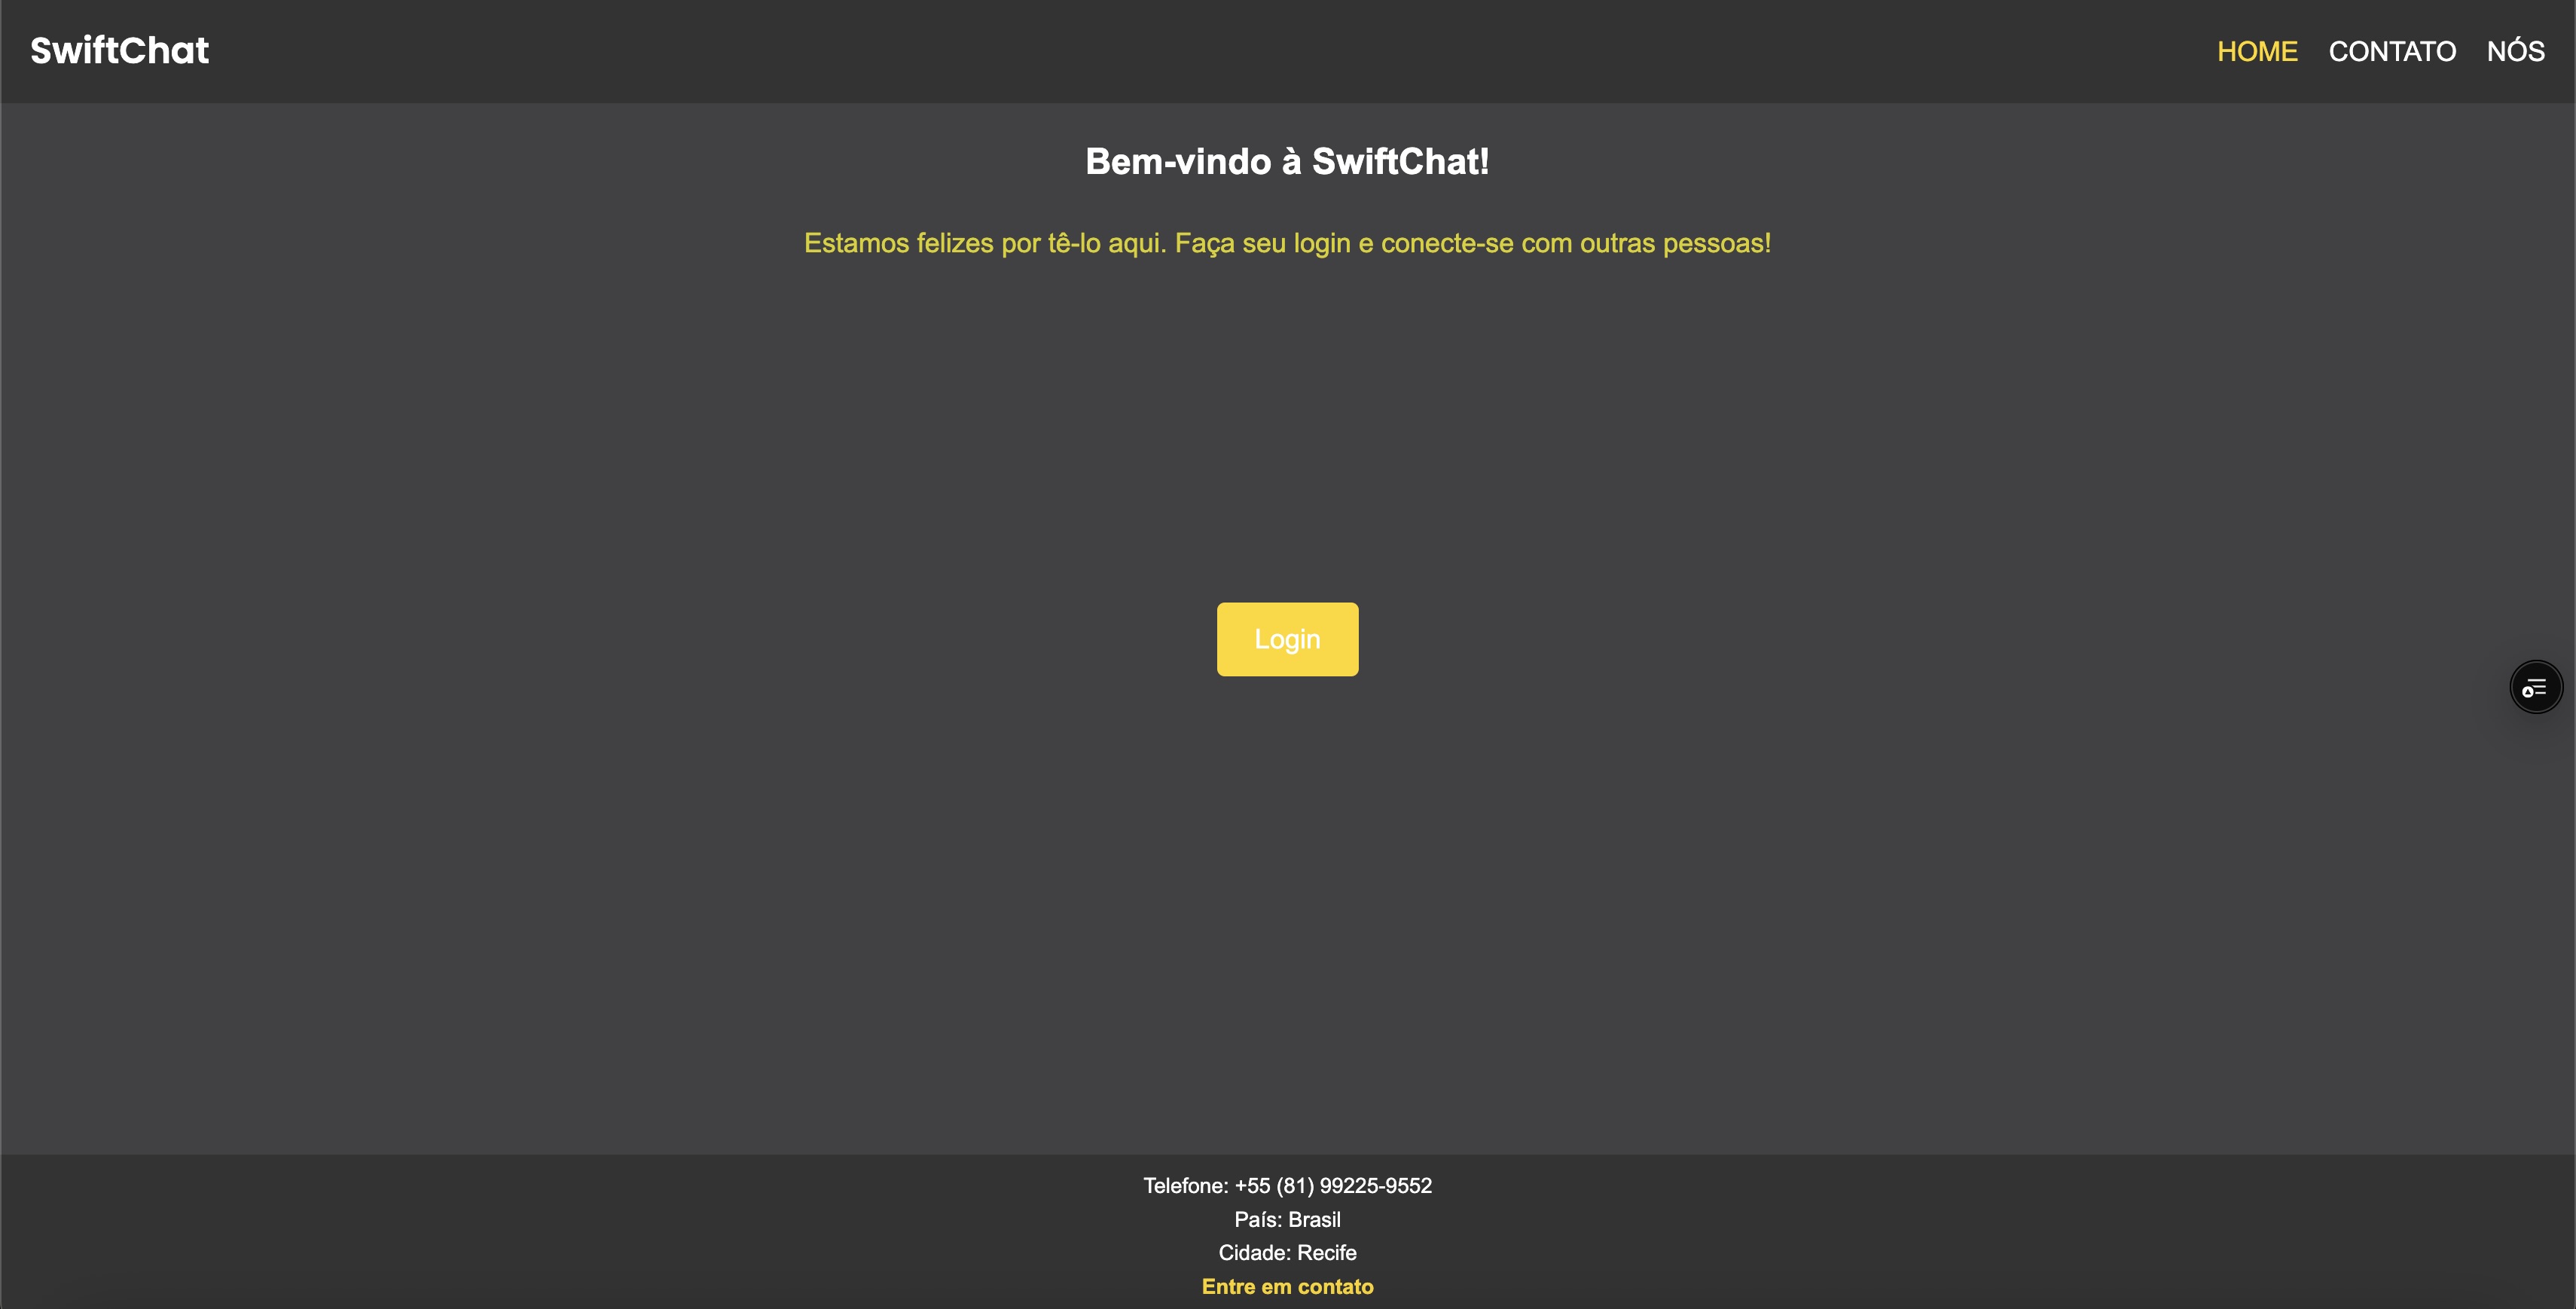 SwiftChat
HOME CONTATO NÓS
Bem-vindo à SwiftChat!
Estamos felizes por tê-lo aqui. Faça seu login e conecte-se com outras pessoas!
Login
Telefone: +55 (81) 99225-9552
País: Brasil
Cidade: Recife
Entre em contato